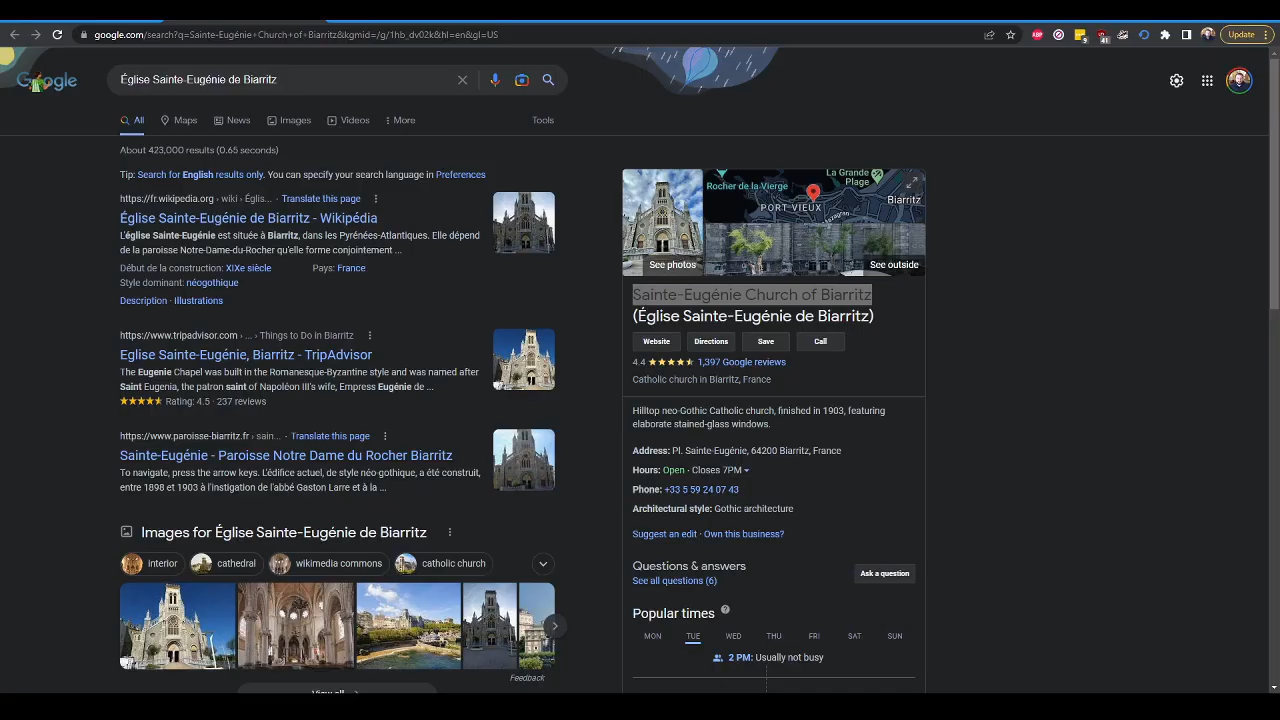 google.com/search?q=Sainte-Eugénie+Church+of+Biarritz&kgmid=/g/1hb_dv02k&hl=en&gl=US
Update
Google
Église Sainte-Eugénie de Biarritz
All
Maps
News
Images
Videos
More
Tools
About 423,000 results (0.65 seconds)
Tip: Search for English results only. You can specify your search language in Preferences
https://fr.wikipedia.org › wiki › Églis... Translate this page
Église Sainte-Eugénie de Biarritz - Wikipédia
L'église Sainte-Eugénie est située à Biarritz, dans les Pyrénées-Atlantiques. Elle dépend
de la paroisse Notre-Dame-du-Rocher qu'elle forme conjointement ...
Début de la construction: XIXe siècle Pays: France
Style dominant: néogothique
Description · Illustrations
https://www.tripadvisor.com › ... › Things to Do in Biarritz
Eglise Sainte-Eugénie, Biarritz - TripAdvisor
The Eugenie Chapel was built in the Romanesque-Byzantine style and was named after
Saint Eugenia, the patron saint of Napoléon III's wife, Empress Eugénie de ...
Rating: 4.5 · 237 reviews
https://www.paroisse-biarritz.fr › sain... Translate this page
Sainte-Eugénie - Paroisse Notre Dame du Rocher Biarritz
To navigate, press the arrow keys. L'édifice actuel, de style néo-gothique, a été construit,
entre 1898 et 1903 à l'instigation de l'abbé Gaston Larre et à la ...
Images for Église Sainte-Eugénie de Biarritz
interior
cathedral
wikimedia commons
catholic church
Feedback
View all
Rocher de la Vierge
La Grande
Plage
PORT VIEUX
Biarritz
See photos
See outside
Sainte-Eugénie Church of Biarritz
(Église Sainte-Eugénie de Biarritz)
Website
Directions
Save
Call
4.4 1,397 Google reviews
Catholic church in Biarritz, France
Hilltop neo-Gothic Catholic church, finished in 1903, featuring
elaborate stained-glass windows.
Address: Pl. Sainte-Eugénie, 64200 Biarritz, France
Hours: Open · Closes 7PM
Phone: +33 5 59 24 07 43
Architectural style: Gothic architecture
Suggest an edit · Own this business?
Questions & answers
See all questions (6)
Ask a question
Popular times
MON TUE WED THU FRI SAT SUN
2 PM: Usually not busy